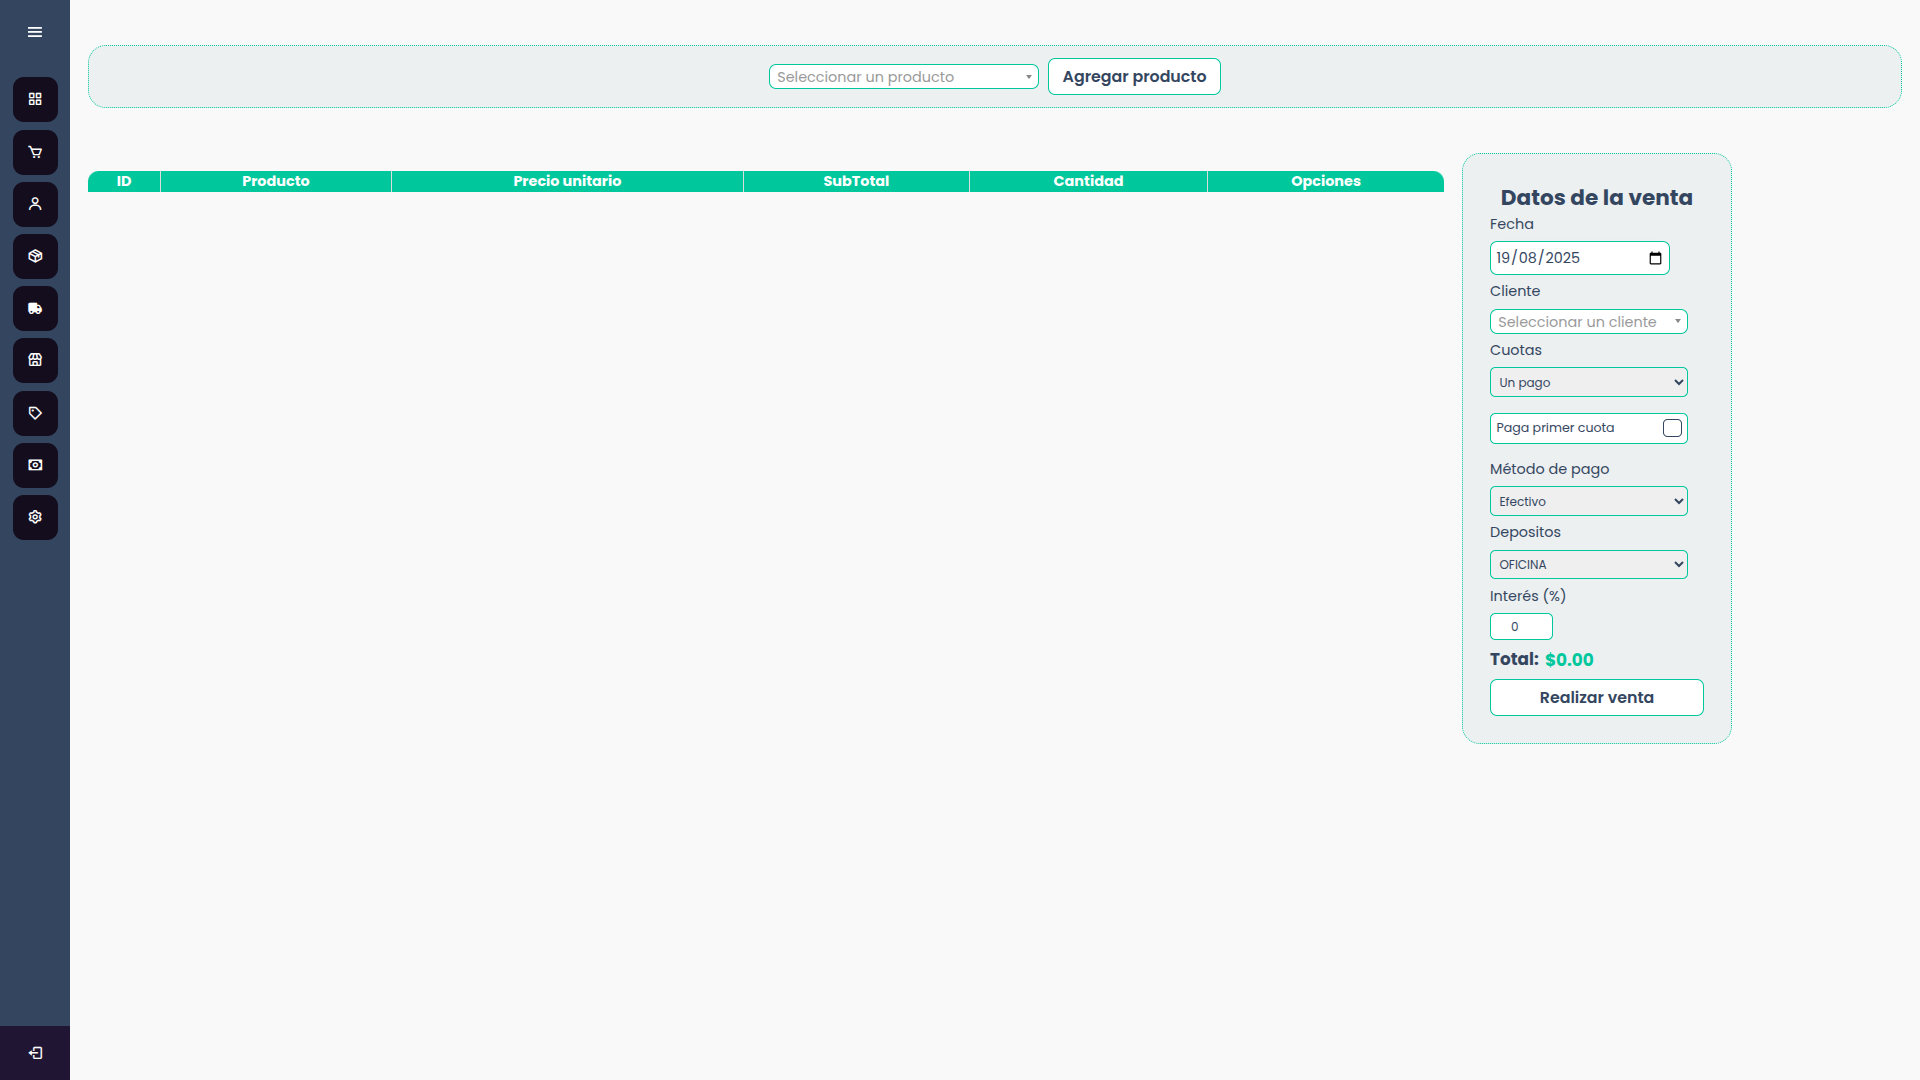 Seleccionar un producto
Agregar producto
ID Producto Precio unitario SubTotal Cantidad Opciones
Datos de la venta
Fecha
19/08/2025
Cliente
Seleccionar un cliente
Cuotas
Un pago
Paga primer cuota
Método de pago
Efectivo
Depositos
OFICINA
Interés (%)
0
Total: $0.00
Realizar venta